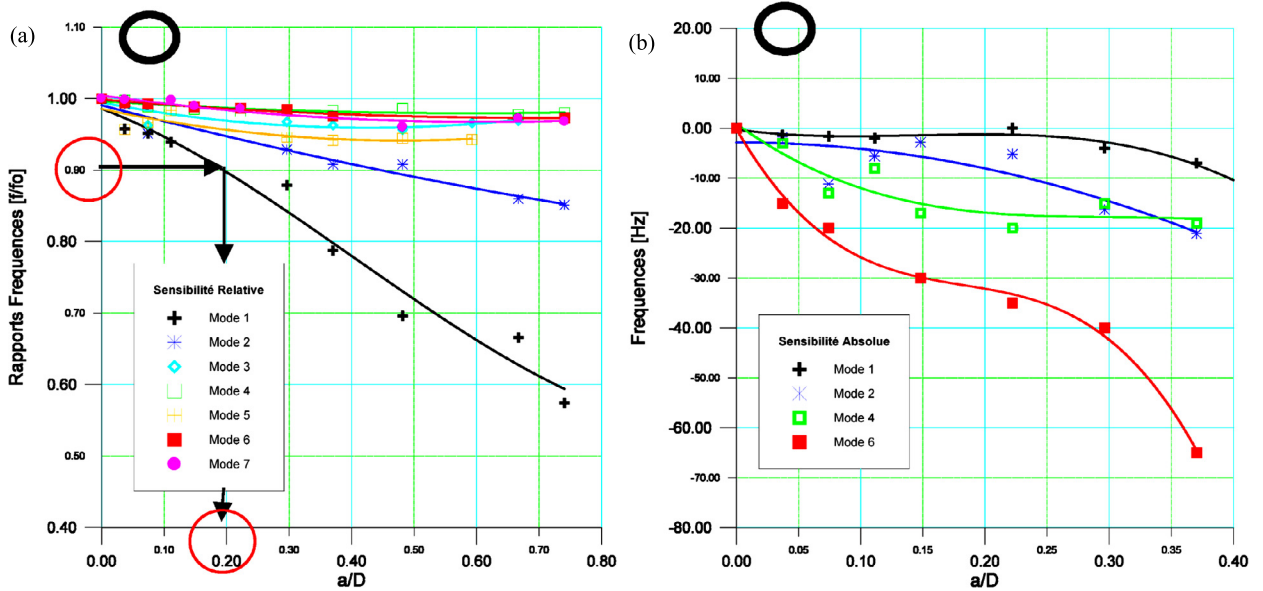 (a)
Rapports Frequences [f/fo]
1.10
1.00
0.90
0.80
0.70
0.60
0.50
0.40
Sensibilité Relative
Mode 1
Mode 2
Mode 3
Mode 4
Mode 5
Mode 6
Mode 7
0.00 0.10 0.20 0.30 0.40 0.50 0.60 0.70 0.80
a/D
(b)
Frequences [Hz]
20.00
10.00
0.00
-10.00
-20.00
-30.00
-40.00
-50.00
-60.00
-70.00
-80.00
Sensibilité Absolue
Mode 1
Mode 2
Mode 4
Mode 6
0.00 0.05 0.10 0.15 0.20 0.25 0.30 0.35 0.40
a/D